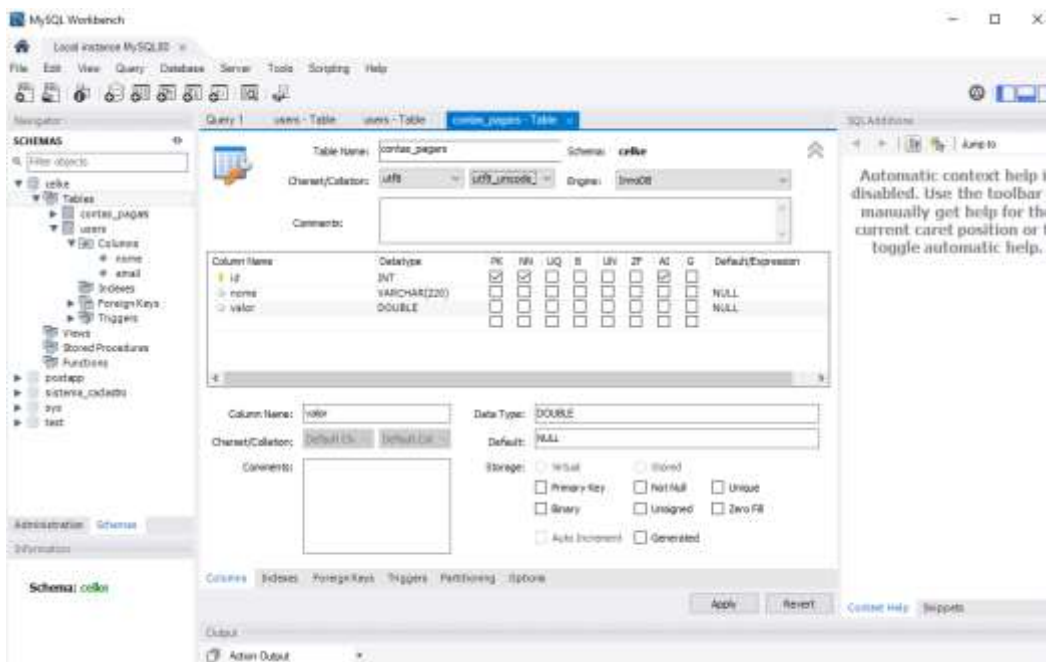 MySQL Workbench
Local instance MySQL80
File Edit View Query Database Server Tools Scripting Help
Navigator
SCHEMAS
Filter objects
celke
Tables
contas_pagars
users
Columns
nome
email
Indexes
Foreign Keys
Triggers
Views
Stored Procedures
Functions
postapp
sistema_cadastro
sys
test
Administration Schemas
Information
Schema: celke
Query 1 users - Table users - Table contas_pagars - Table
Table Name: contas_pagars Schema: celke
Charset/Collation: utf8 utf8_unicode_ Engine: InnoDB
Comments:
Column Name Datatype PK NN UQ B UN ZF AI G Default/Expression
id INT
nome VARCHAR(220) NULL
valor DOUBLE NULL
Column Name: valor Data Type: DOUBLE
Charset/Collation: Default Ch Default Col Default: NULL
Comments: Storage: Virtual Stored
Primary Key Not Null Unique
Binary Unsigned Zero Fill
Auto Increment Generated
Columns Indexes Foreign Keys Triggers Partitioning Options
Apply Revert
Output
Action Output
SQLAdditions
Jump to
Automatic context help i
disabled. Use the toolbar
manually get help for the
current caret position or t
toggle automatic help.
Context Help Snippets